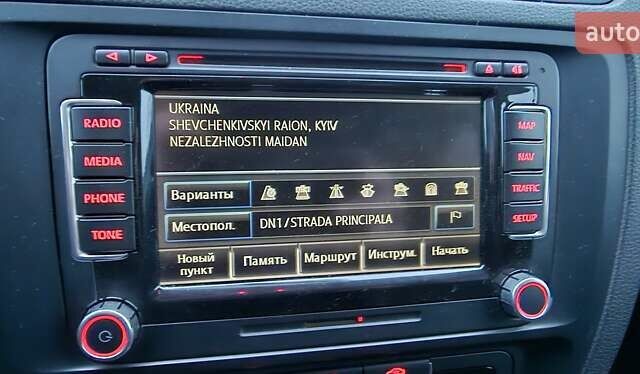 auto
RADIO
MEDIA
PHONE
TONE
UKRAINA
SHEVCHENKIVSKYI RAION, KYIV
NEZALEZHNOSTI MAIDAN
Варианты
Местопол. DN1/STRADA PRINCIPALA
Новый пункт
Память
Маршрут
Инструм.
Начать
MAP
NAV
TRAFFIC
SETUP